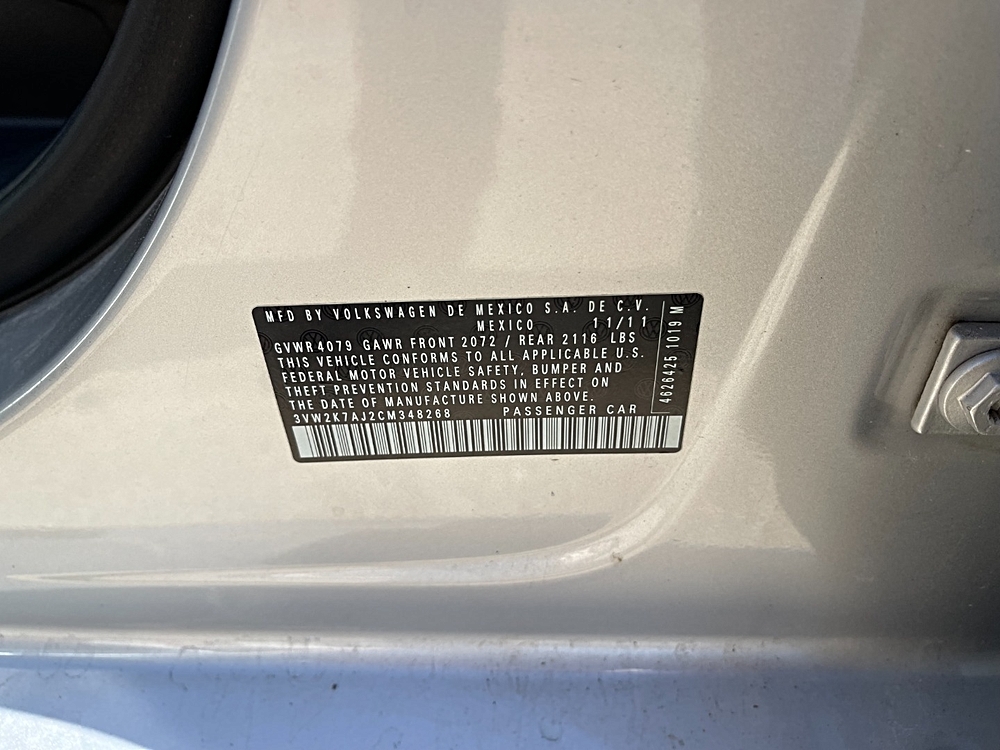 MFD BY VOLKSWAGEN DE MEXICO S.A. DE C.V.
MEXICO 11/11
GVWR 4079 GAWR FRONT 2072 / REAR 2116 LBS
THIS VEHICLE CONFORMS TO ALL APPLICABLE U.S.
FEDERAL MOTOR VEHICLE SAFETY, BUMPER AND
THEFT PREVENTION STANDARDS IN EFFECT ON
THE DATE OF MANUFACTURE SHOWN ABOVE.
3VW2K7AJ2CM348268 PASSENGER CAR
4626425 1019 M